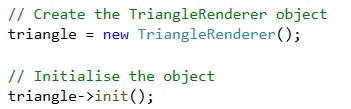 // Create the TriangleRenderer object
triangle = new TriangleRenderer();
// Initialise the object
triangle->init();